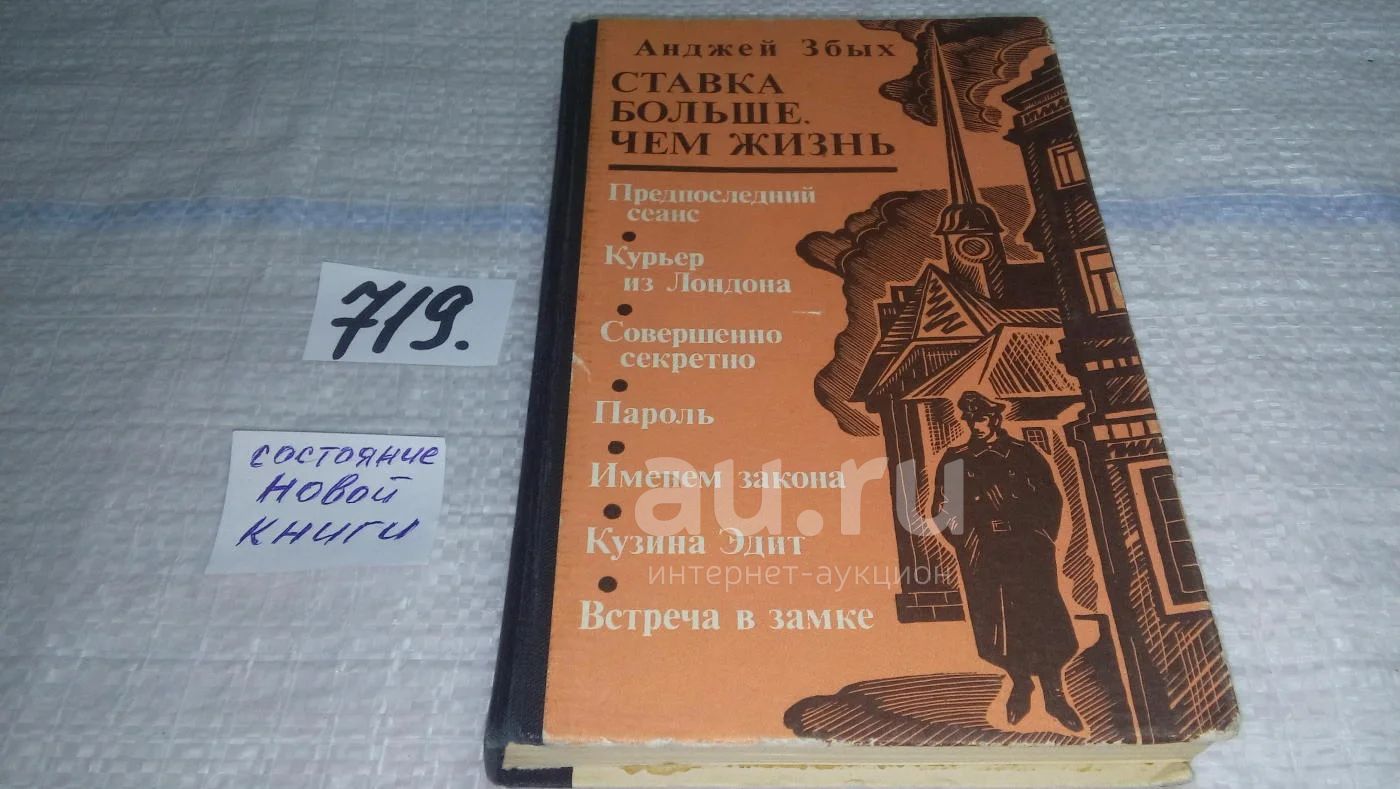 Анджей Збых
СТАВКА
БОЛЬШЕ,
ЧЕМ ЖИЗНЬ
Предпоследний
сеанс
Курьер
из Лондона
Совершенно
секретно
Пароль
Именем закона
Кузина Эдит
Встреча в замке
719.
состояние
новой
книги
au.ru
интернет-аукцион